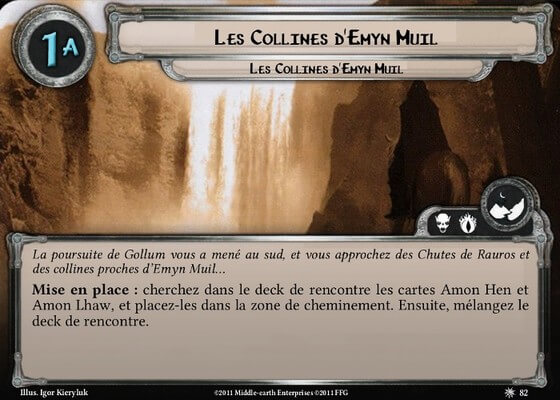 1A
LES COLLINES D'EMYN MUIL
LES COLLINES D'EMYN MUIL
La poursuite de Gollum vous a mené au sud, et vous approchez des Chutes de Rauros et
des collines proches d'Emyn Muil...
Mise en place : cherchez dans le deck de rencontre les cartes Amon Hen et
Amon Lhaw, et placez-les dans la zone de cheminement. Ensuite, mélangez le
deck de rencontre.
Illus. Igor Kieryluk ©2011 Middle-earth Enterprises ©2011 FFG 82